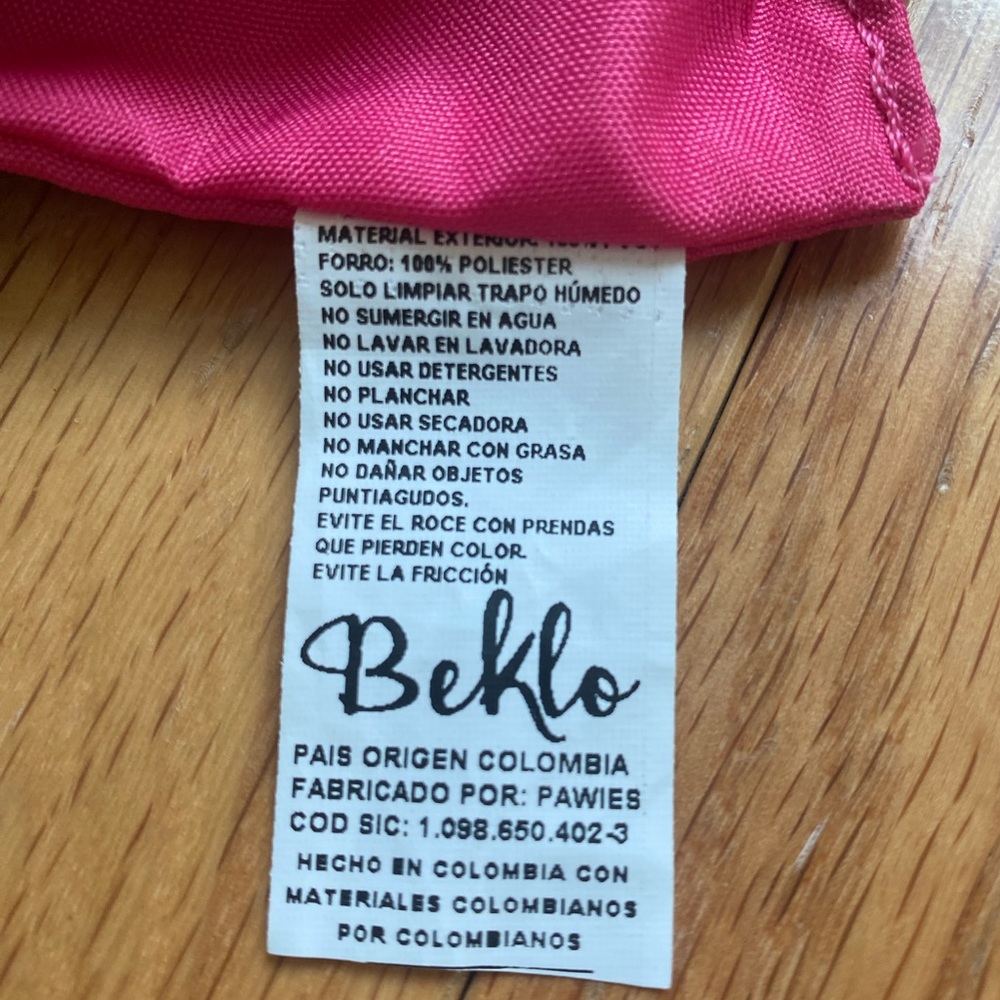 MATERIAL EXTERIOR:
FORRO: 100% POLIESTER
SOLO LIMPIAR TRAPO HÚMEDO
NO SUMERGIR EN AGUA
NO LAVAR EN LAVADORA
NO USAR DETERGENTES
NO PLANCHAR
NO USAR SECADORA
NO MANCHAR CON GRASA
NO DAÑAR OBJETOS
PUNTIAGUDOS.
EVITE EL ROCE CON PRENDAS
QUE PIERDEN COLOR.
EVITE LA FRICCIÓN
Beklo
PAIS ORIGEN COLOMBIA
FABRICADO POR: PAWIES
COD SIC: 1.098.650.402-3
HECHO EN COLOMBIA CON
MATERIALES COLOMBIANOS
POR COLOMBIANOS